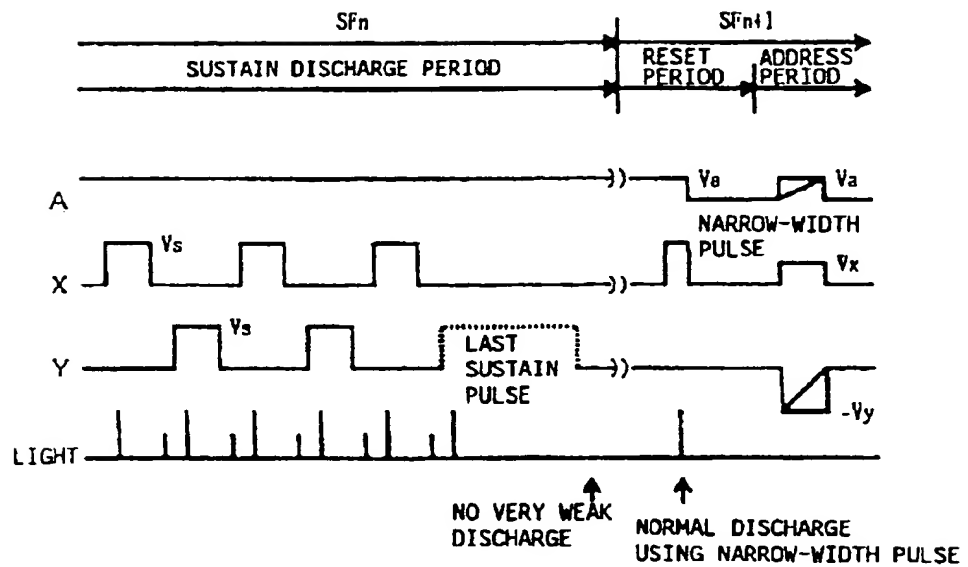 SFn
SFn+1
SUSTAIN DISCHARGE PERIOD
RESET
PERIOD
ADDRESS
PERIOD
A
Va
Va
NARROW-WIDTH
PULSE
X
Vs
Vx
Y
Vs
LAST
SUSTAIN
PULSE
-Vy
LIGHT
NO VERY WEAK
DISCHARGE
NORMAL DISCHARGE
USING NARROW-WIDTH PULSE